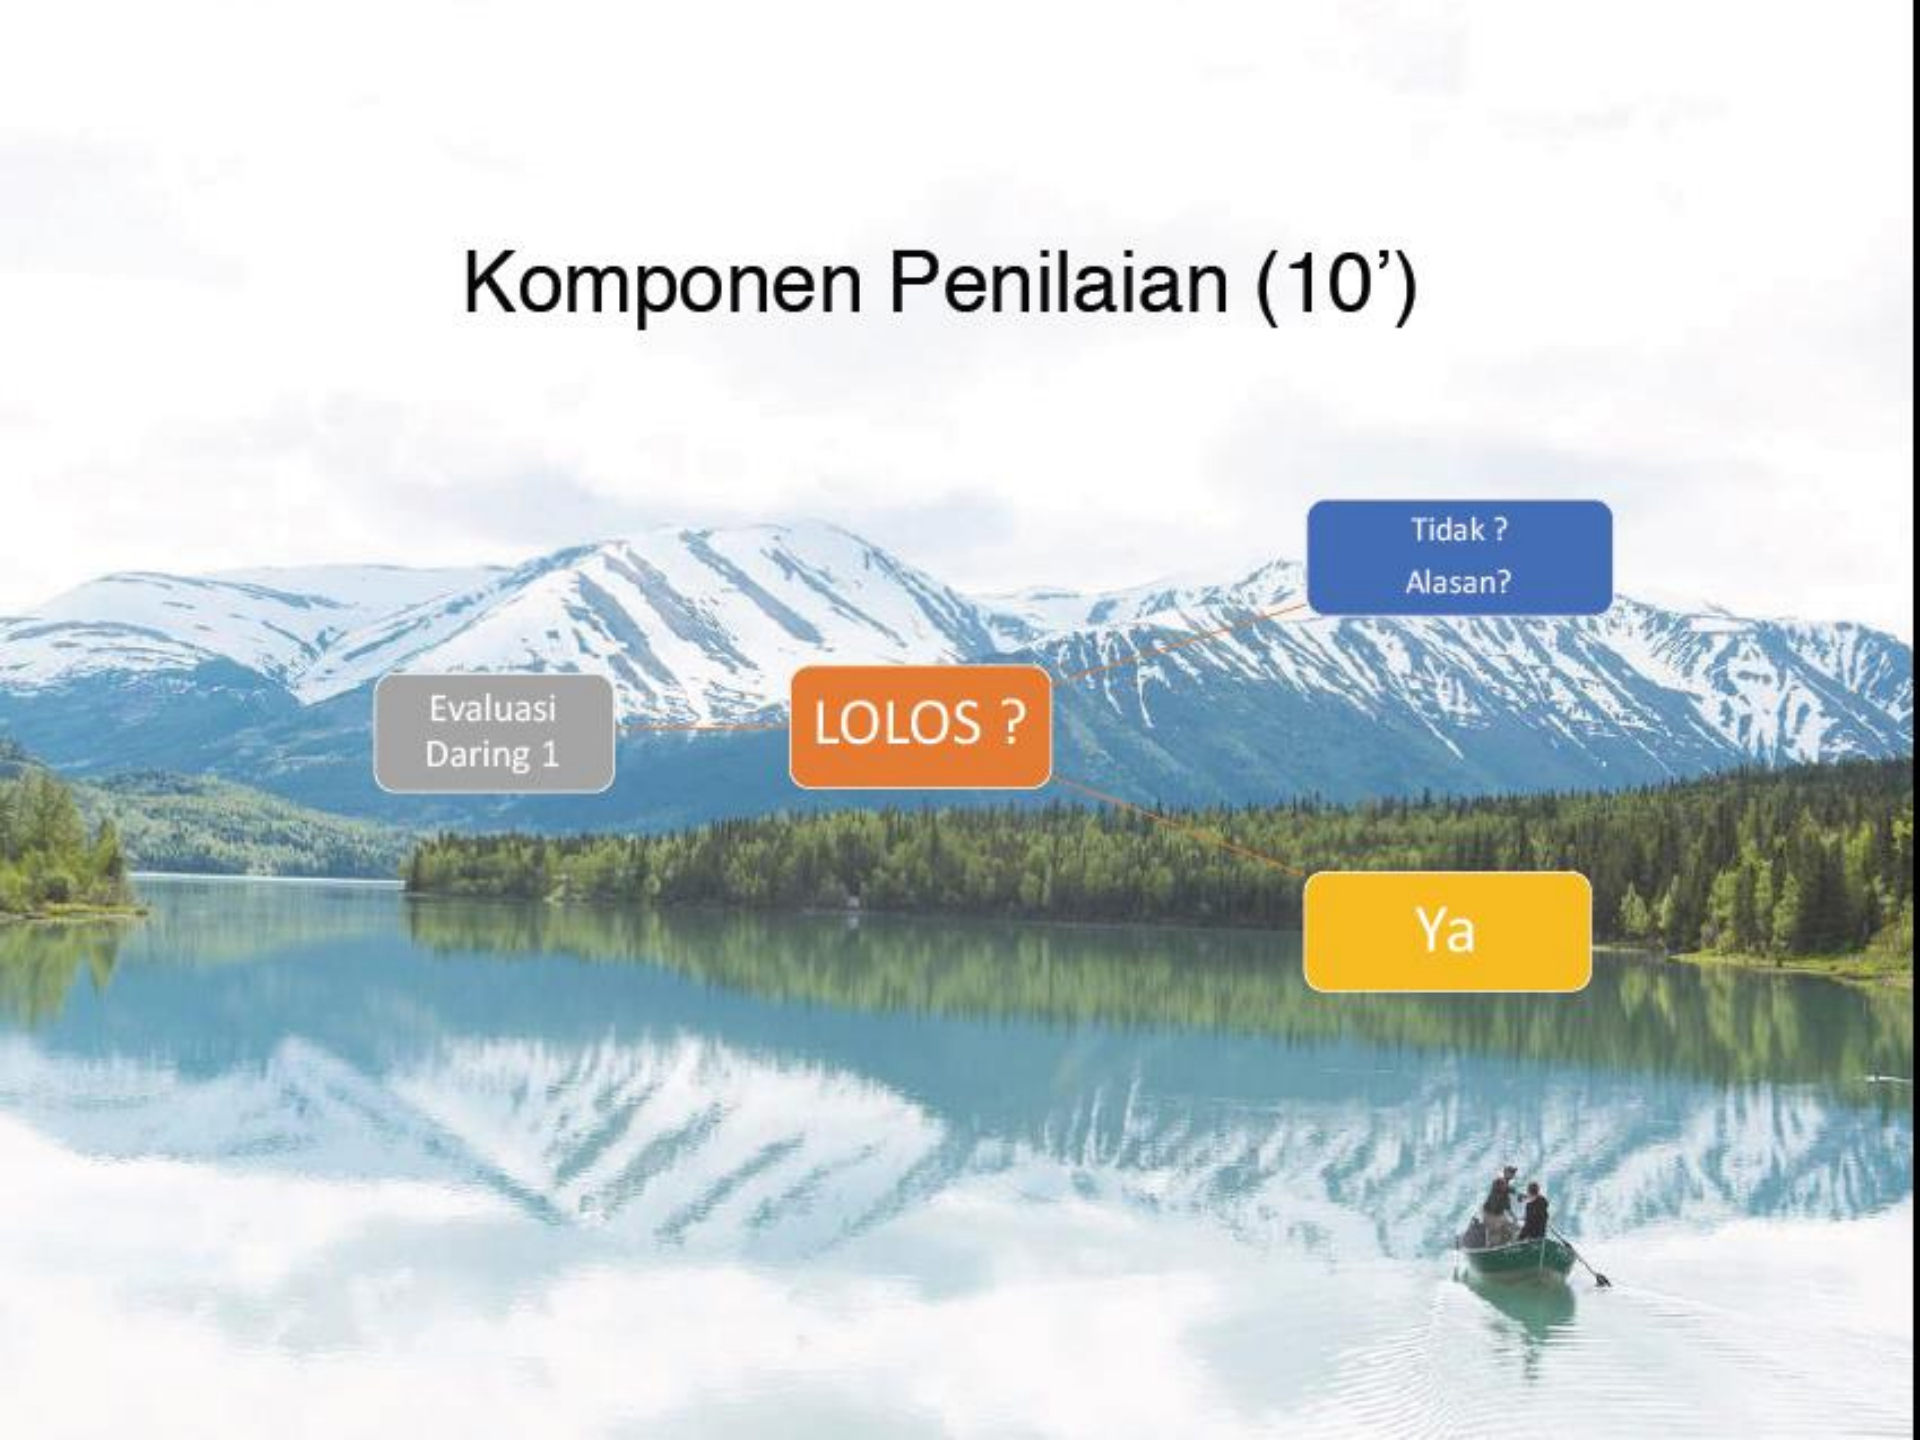 Komponen Penilaian (10’)
Evaluasi
Daring 1
LOLOS ?
Tidak ?
Alasan?
Ya